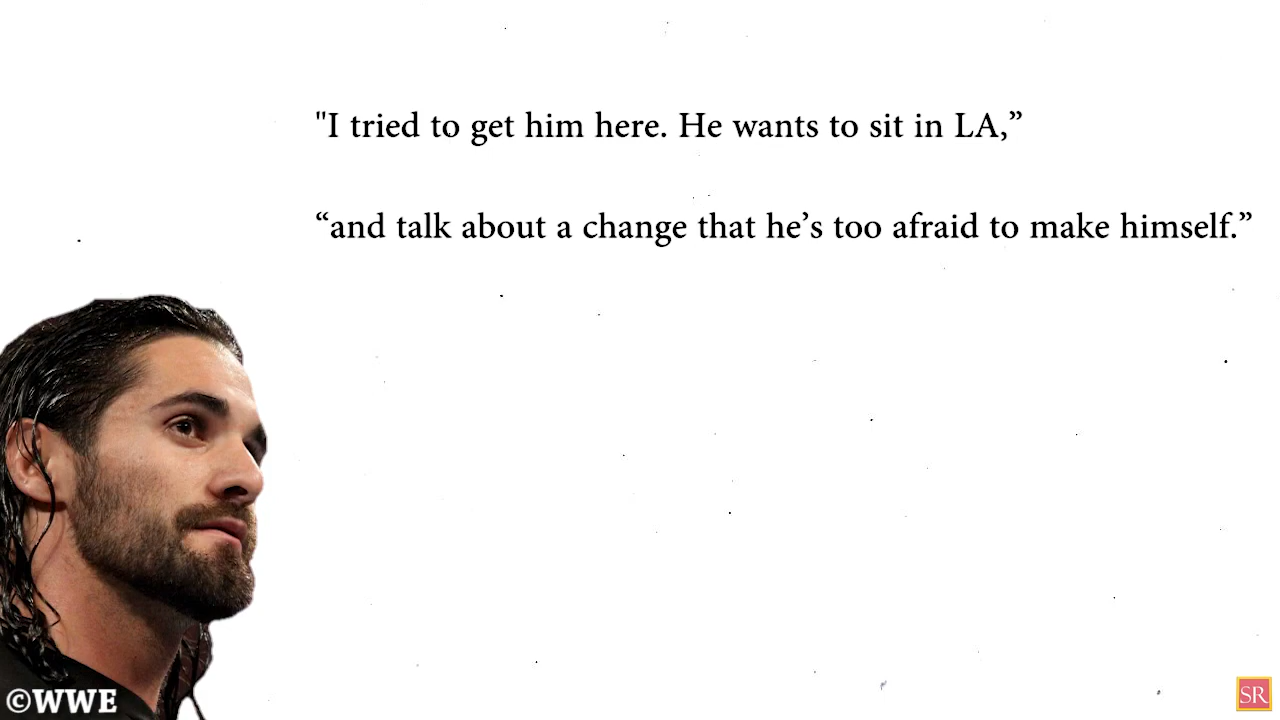 "I tried to get him here. He wants to sit in LA,”
“and talk about a change that he’s too afraid to make himself.”
©WWE
SR